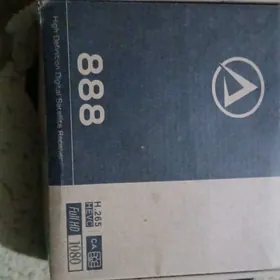 888
High Definition Digital Satellite Receiver
H.265
HEVC
CA
Full HD
1080